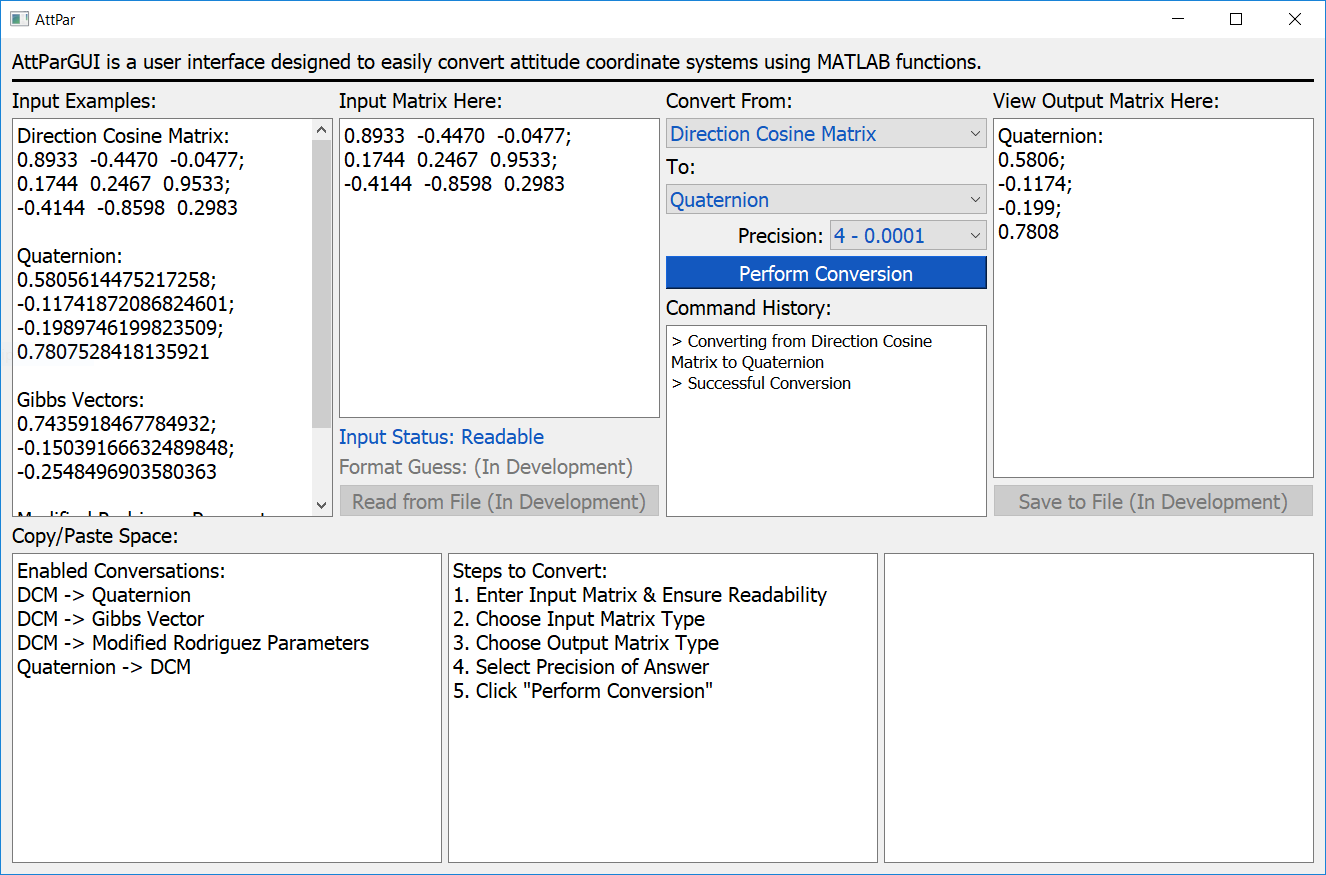 AttPar
AttParGUI is a user interface designed to easily convert attitude coordinate systems using MATLAB functions.
Input Examples:
Direction Cosine Matrix:
0.8933 -0.4470 -0.0477;
0.1744 0.2467 0.9533;
-0.4144 -0.8598 0.2983
Quaternion:
0.5805614475217258;
-0.11741872086824601;
-0.1989746199823509;
0.7807528418135921
Gibbs Vectors:
0.7435918467784932;
-0.15039166632489848;
-0.2548496903580363
Input Matrix Here:
0.8933 -0.4470 -0.0477;
0.1744 0.2467 0.9533;
-0.4144 -0.8598 0.2983
Input Status: Readable
Format Guess: (In Development)
Read from File (In Development)
Convert From:
Direction Cosine Matrix
To:
Quaternion
Precision: 4 - 0.0001
Perform Conversion
Command History:
> Converting from Direction Cosine
Matrix to Quaternion
> Successful Conversion
View Output Matrix Here:
Quaternion:
0.5806;
-0.1174;
-0.199;
0.7808
Save to File (In Development)
Copy/Paste Space:
Enabled Conversations:
DCM -> Quaternion
DCM -> Gibbs Vector
DCM -> Modified Rodriguez Parameters
Quaternion -> DCM
Steps to Convert:
1. Enter Input Matrix & Ensure Readability
2. Choose Input Matrix Type
3. Choose Output Matrix Type
4. Select Precision of Answer
5. Click "Perform Conversion"